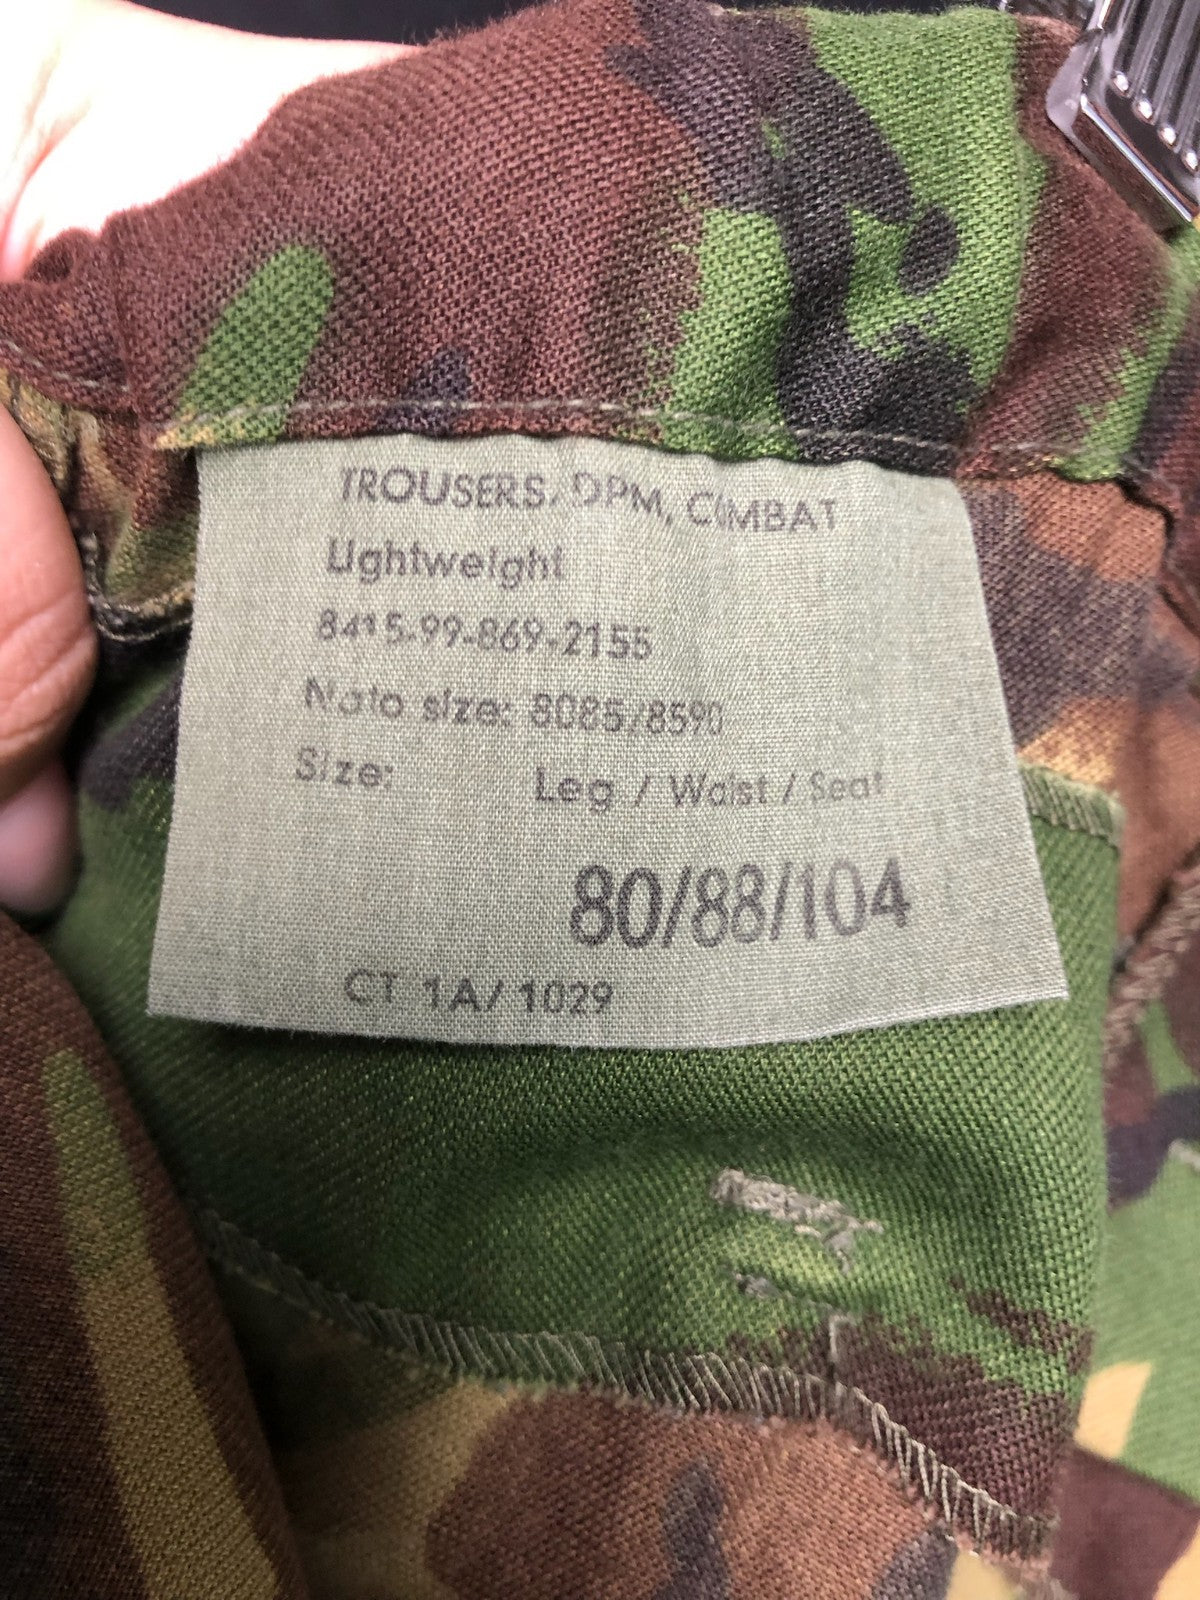 TROUSERS, DPM, COMBAT
Lightweight
8415-99-869-2155
Nato size: 8085/8590
Size: Leg / Waist / Seat
80/88/104
CT 1A/ 1029